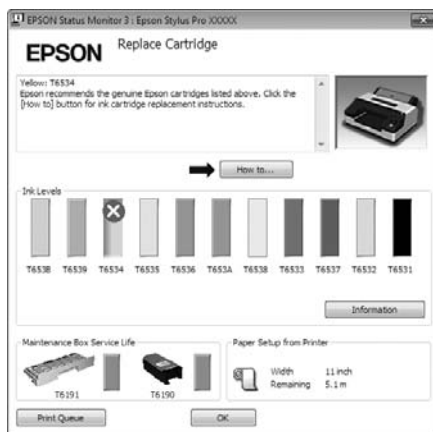 EPSON Status Monitor 3 : Epson Stylus Pro XXXXX
EPSON
Replace Cartridge
Yellow: T6534
Epson recommends the genuine Epson cartridges listed above. Click the
[How to] button for ink cartridge replacement instructions.
How to...
Ink Levels
T653B T6539 T6534 T6535 T6536 T653A T6538 T6533 T6537 T6532 T6531
Information
Maintenance Box Service Life
T6191 T6190
Paper Setup from Printer
Width 11 inch
Remaining 5.1 m
Print Queue
OK